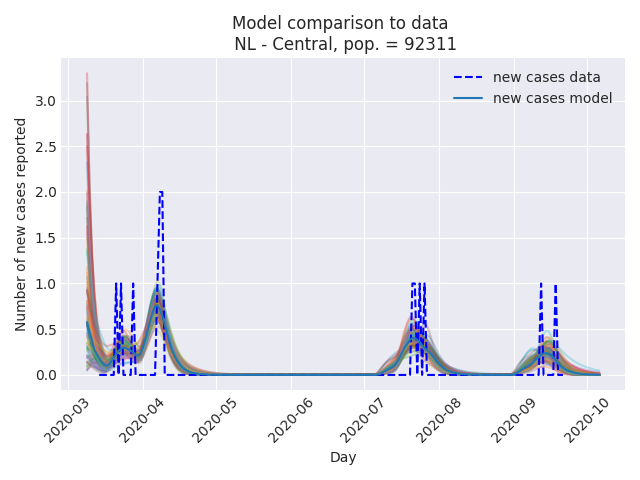 Model comparison to data
NL - Central, pop. = 92311
new cases data
new cases model
Number of new cases reported
3.0
2.5
2.0
1.5
1.0
0.5
0.0
2020-03
2020-04
2020-05
2020-06
2020-07
2020-08
2020-09
2020-10
Day